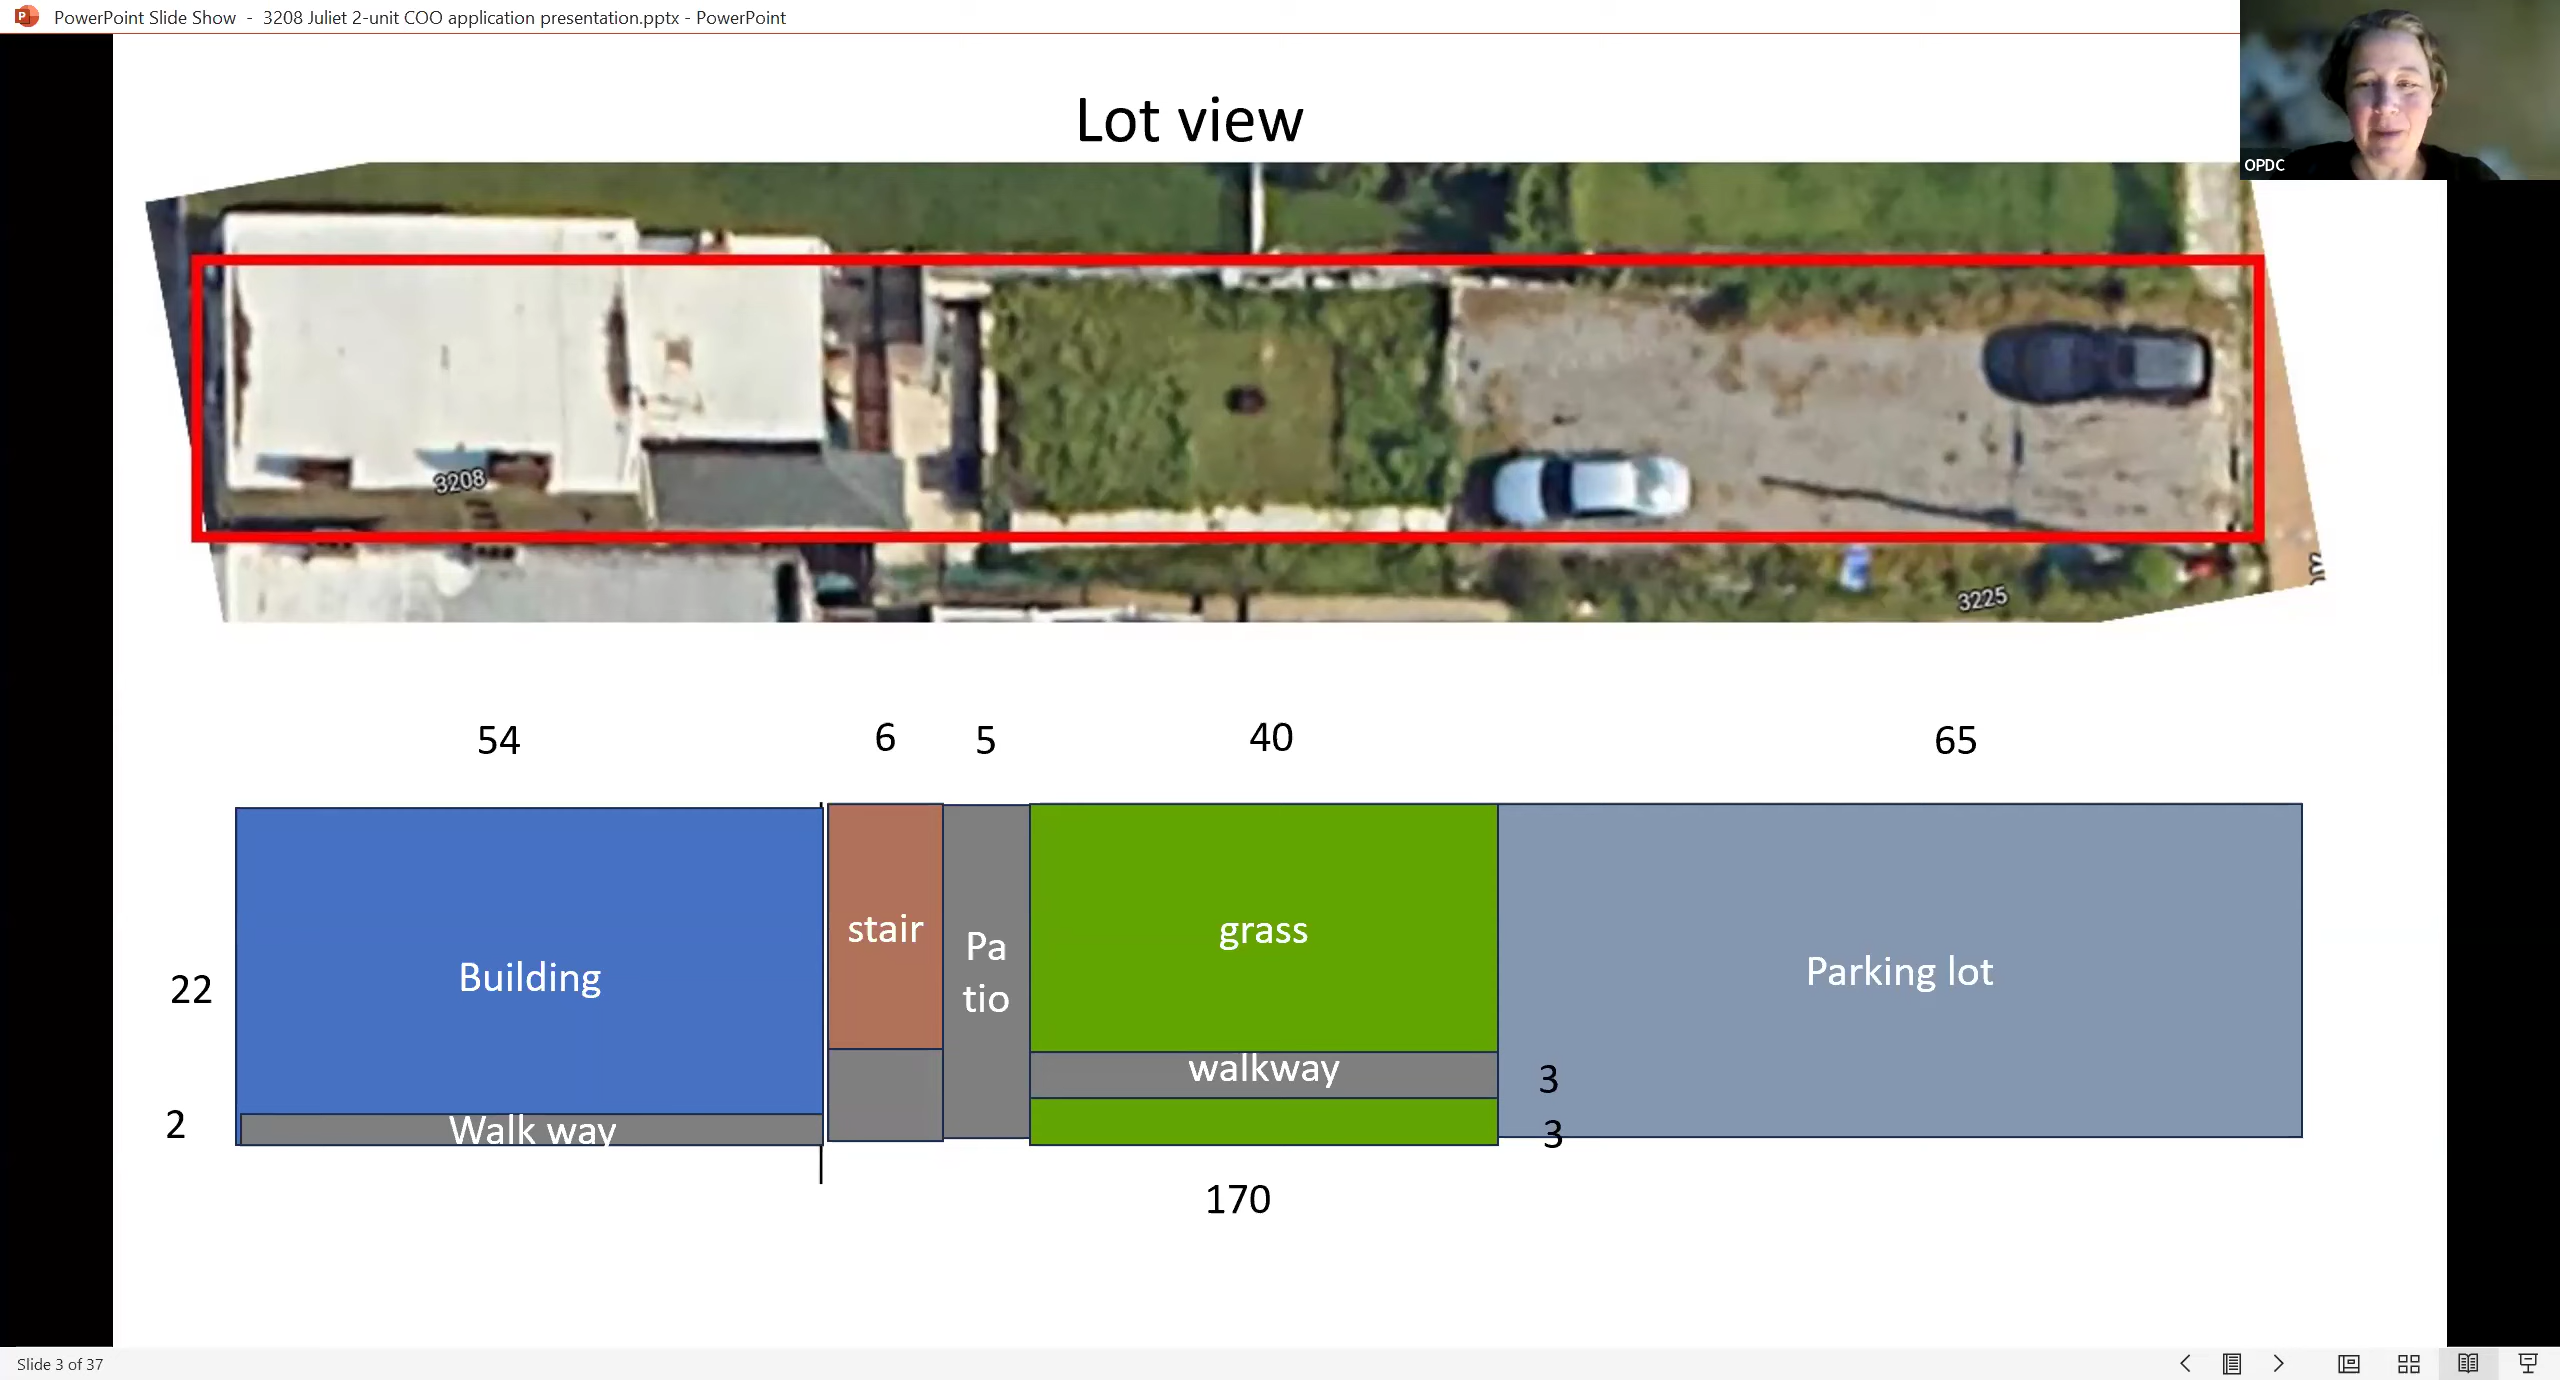 PowerPoint Slide Show - 3208 Juliet 2-unit COO application presentation.pptx - PowerPoint
OPDC
Lot view
3208
3225
54
6
5
40
65
22
2
Building
Walk way
stair
Pa
tio
grass
walkway
Parking lot
3
3
170
Slide 3 of 37